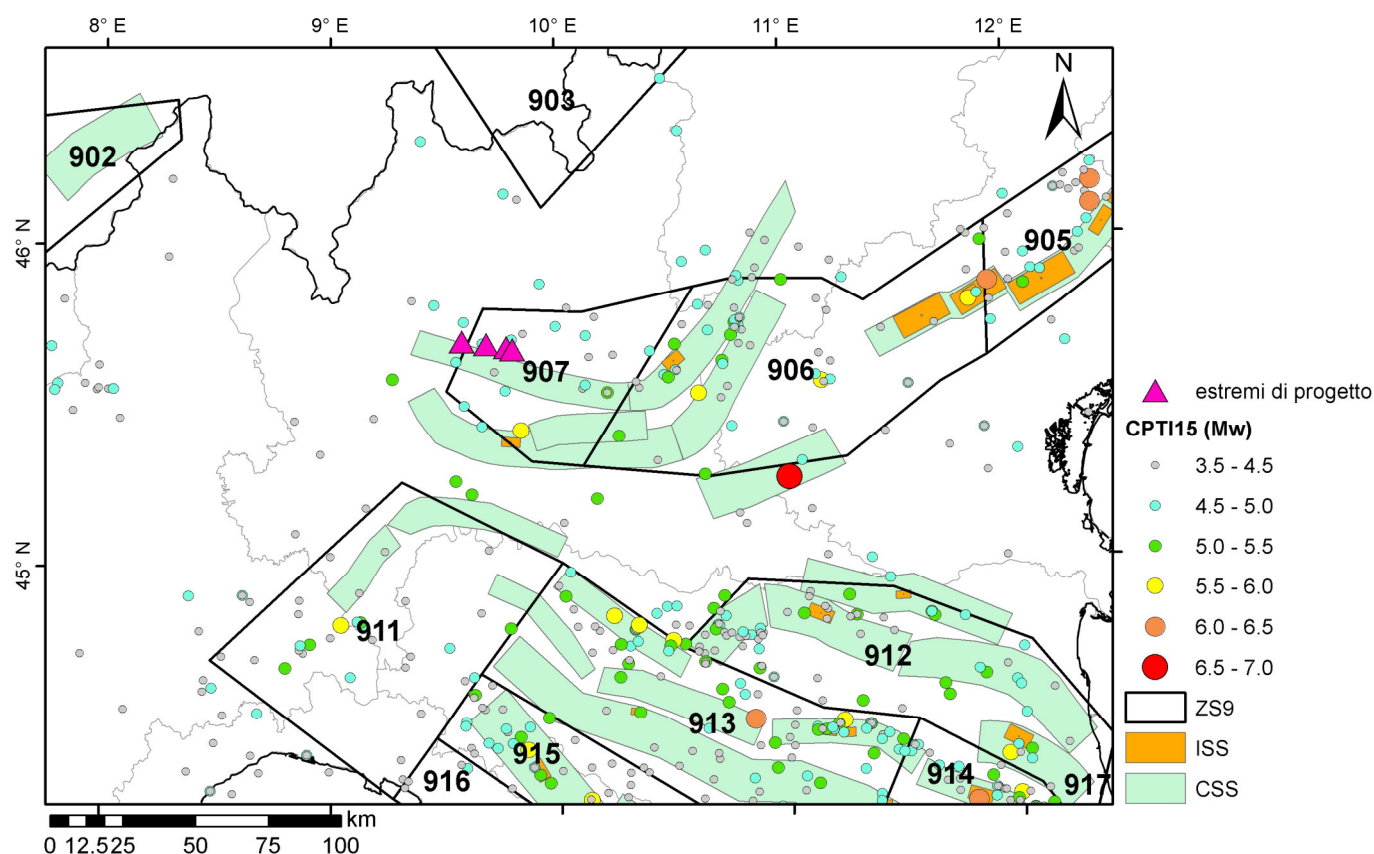 8° E 9° E 10° E 11° E 12° E
N
903
902
46° N
905
907
906
estremi di progetto
CPTI15 (Mw)
3.5 - 4.5
4.5 - 5.0
5.0 - 5.5
5.5 - 6.0
6.0 - 6.5
6.5 - 7.0
ZS9
ISS
CSS
45° N
911
912
913
915
914
916
917
km
0 12.5 25 50 75 100